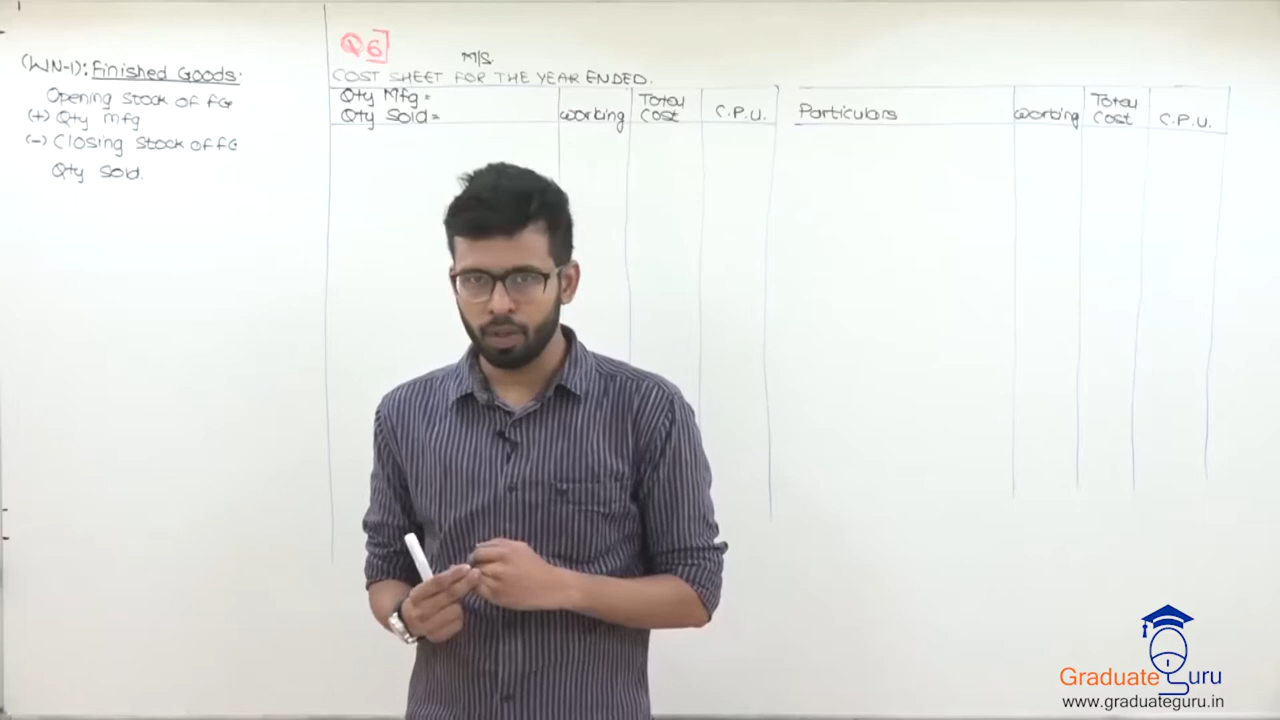 (WN-1): Finished Goods:
Opening Stock of FG
(+) Qty Mfg
(-) Closing Stock of FG
Qty Sold.
Q 6]
M/S.
COST SHEET FOR THE YEAR ENDED.
Qty Mfg =
Qty Sold =
working
Total Cost
C.P.U.
Particulars
working
Total Cost
C.P.U.
Graduate Guru
www.graduateguru.in